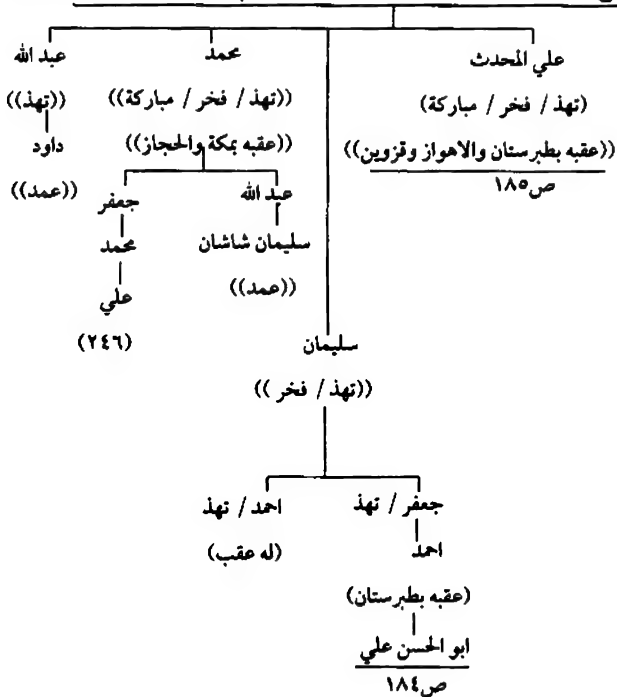 علي المحدث
(تهذ / فخر / مباركة)
((عقبه بطبرستان والاهواز وقزوين))
ص١٨٥
محمد
((تهذ / فخر / مباركة))
((عقبه بمكة والحجاز))
عبد الله
سليمان شاشان
((عمد))
جعفر
محمد
علي
(٢٤٦)
عبد الله
((تهذ))
داود
((عمد))
سليمان
((تهذ / فخر ))
جعفر / تهذ
احمد
(عقبه بطبرستان)
ابو الحسن علي
ص١٨٤
احمد / تهذ
(له عقب)